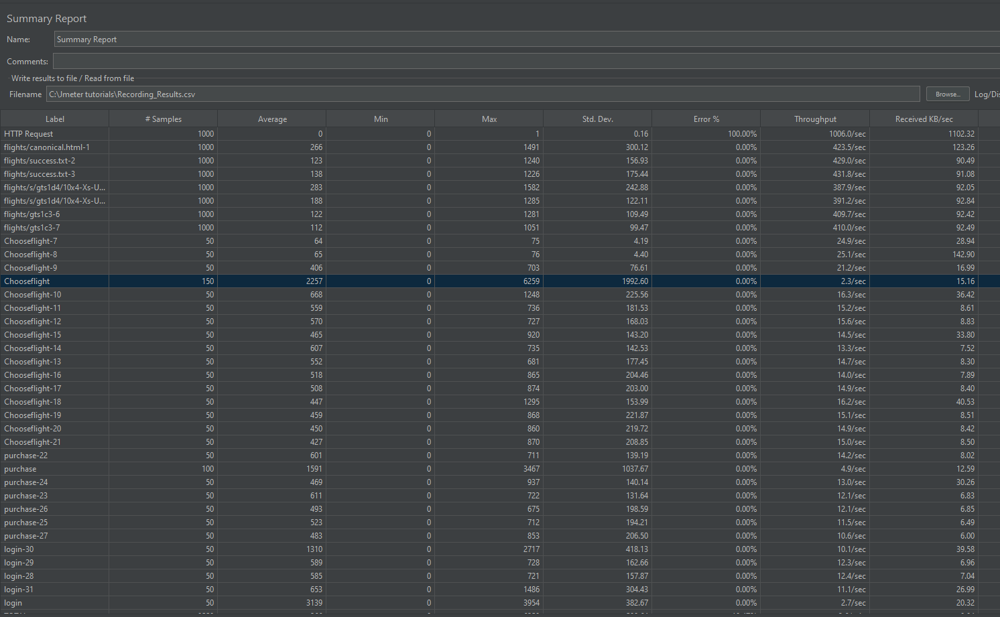 Summary Report
Name: Summary Report
Comments:
Write results to file / Read from file
Filename C:\Jmeter tutorials\Recording_Results.csv Browse... Log/Dis
Label # Samples Average Min Max Std. Dev. Error % Throughput Received KB/sec
HTTP Request 1000 0 0 1 0.16 100.00% 1006.0/sec 1102.32
flights/canonical.html-1 1000 266 0 1491 300.12 0.00% 423.5/sec 123.26
flights/success.txt-2 1000 123 0 1240 156.93 0.00% 429.0/sec 90.49
flights/success.txt-3 1000 138 0 1226 175.44 0.00% 431.8/sec 91.08
flights/s/gts1d4/10x4-Xs-U... 1000 283 0 1582 242.88 0.00% 387.9/sec 92.05
flights/s/gts1d4/10x4-Xs-U... 1000 188 0 1285 122.11 0.00% 391.2/sec 92.84
flights/gts1c3-6 1000 122 0 1281 109.49 0.00% 409.7/sec 92.42
flights/gts1c3-7 1000 112 0 1051 99.47 0.00% 410.0/sec 92.49
Chooseflight-7 50 64 0 75 4.19 0.00% 24.9/sec 28.94
Chooseflight-8 50 65 0 76 4.40 0.00% 25.1/sec 142.90
Chooseflight-9 50 406 0 703 76.61 0.00% 21.2/sec 16.99
Chooseflight 150 2257 0 6259 1992.60 0.00% 2.3/sec 15.16
Chooseflight-10 50 668 0 1248 225.56 0.00% 16.3/sec 36.42
Chooseflight-11 50 559 0 736 181.53 0.00% 15.2/sec 8.61
Chooseflight-12 50 570 0 727 168.03 0.00% 15.6/sec 8.83
Chooseflight-15 50 465 0 920 143.20 0.00% 14.5/sec 33.80
Chooseflight-14 50 607 0 735 142.53 0.00% 13.3/sec 7.52
Chooseflight-13 50 552 0 681 177.45 0.00% 14.7/sec 8.30
Chooseflight-16 50 518 0 865 204.46 0.00% 14.0/sec 7.89
Chooseflight-17 50 508 0 874 203.00 0.00% 14.9/sec 8.40
Chooseflight-18 50 447 0 1295 153.99 0.00% 16.2/sec 40.53
Chooseflight-19 50 459 0 868 221.87 0.00% 15.1/sec 8.51
Chooseflight-20 50 450 0 860 219.72 0.00% 14.9/sec 8.42
Chooseflight-21 50 427 0 870 208.85 0.00% 15.0/sec 8.50
purchase-22 50 601 0 711 139.19 0.00% 14.2/sec 8.02
purchase 100 1591 0 3467 1037.67 0.00% 4.9/sec 12.59
purchase-24 50 469 0 937 140.14 0.00% 13.0/sec 30.26
purchase-23 50 611 0 722 131.64 0.00% 12.1/sec 6.83
purchase-26 50 493 0 675 198.59 0.00% 12.1/sec 6.85
purchase-25 50 523 0 712 194.21 0.00% 11.5/sec 6.49
purchase-27 50 483 0 853 206.50 0.00% 10.6/sec 6.00
login-30 50 1310 0 2717 418.13 0.00% 10.1/sec 39.58
login-29 50 589 0 728 162.66 0.00% 12.3/sec 6.96
login-28 50 585 0 721 157.87 0.00% 12.4/sec 7.04
login-31 50 653 0 1486 304.43 0.00% 11.1/sec 26.99
login 50 3139 0 3954 382.67 0.00% 2.7/sec 20.32